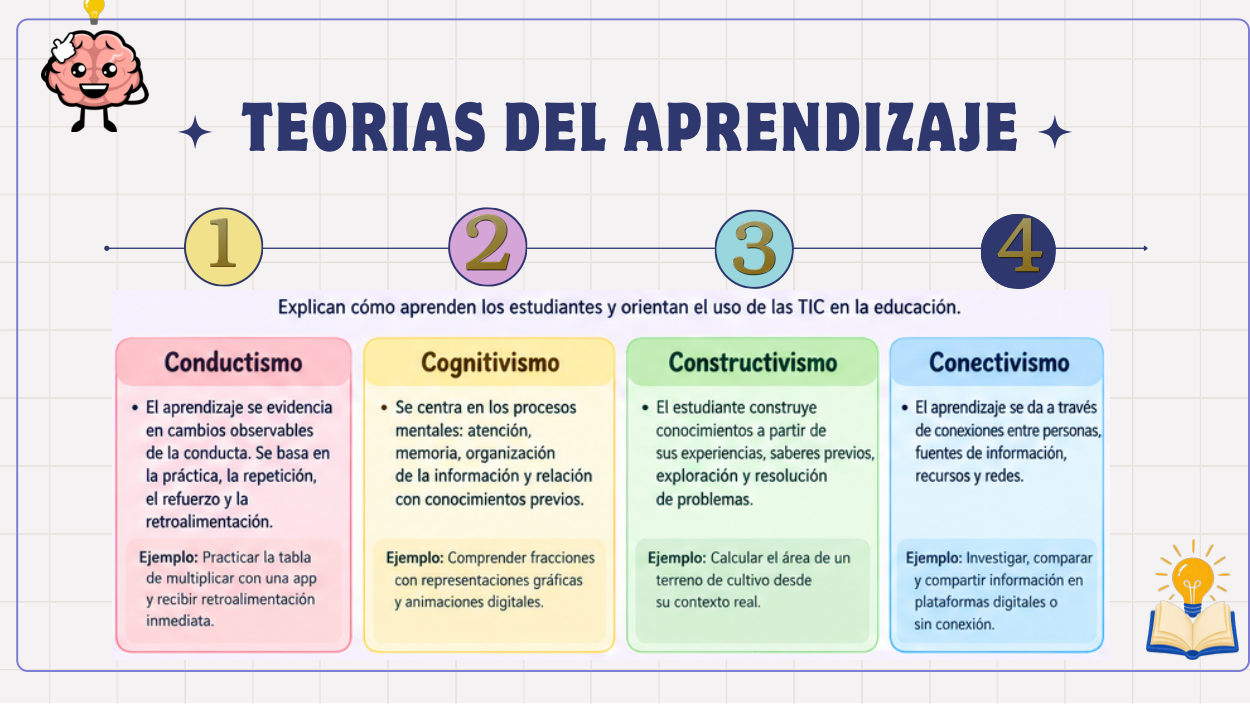 TEORIAS DEL APRENDIZAJE
1
2
3
4
Explican cómo aprenden los estudiantes y orientan el uso de las TIC en la educación.
Conductismo
• El aprendizaje se evidencia
en cambios observables
de la conducta. Se basa en
la práctica, la repetición,
el refuerzo y la
retroalimentación.
Ejemplo: Practicar la tabla
de multiplicar con una app
y recibir retroalimentación
inmediata.
Cognitivismo
• Se centra en los procesos
mentales: atención,
memoria, organización
de la información y relación
con conocimientos previos.
Ejemplo: Comprender fracciones
con representaciones gráficas
y animaciones digitales.
Constructivismo
• El estudiante construye
conocimientos a partir de
sus experiencias, saberes previos,
exploración y resolución
de problemas.
Ejemplo: Calcular el área de un
terreno de cultivo desde
su contexto real.
Conectivismo
• El aprendizaje se da a través
de conexiones entre personas,
fuentes de información,
recursos y redes.
Ejemplo: Investigar, comparar
y compartir información en
plataformas digitales o
sin conexión.